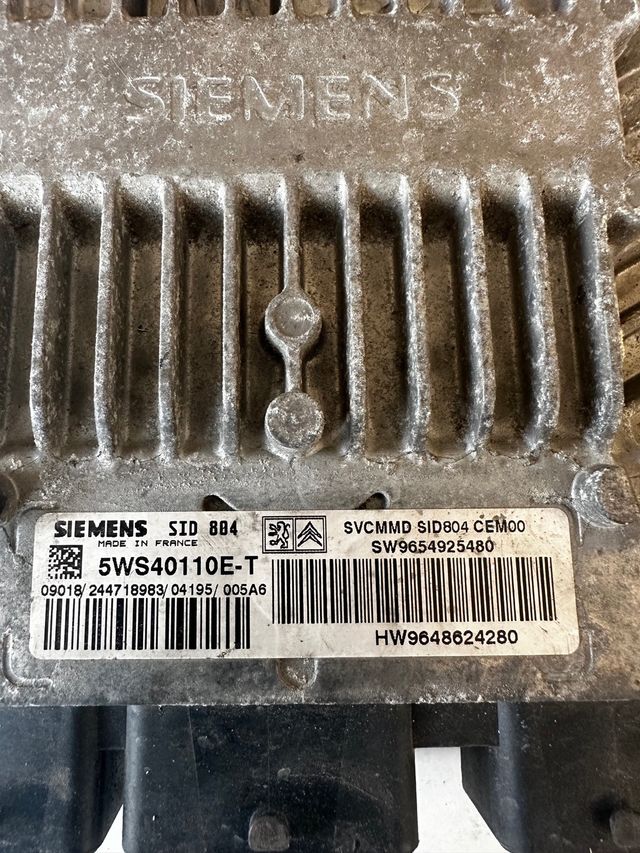 SIEMENS
SIEMENS SID 804
MADE IN FRANCE
5WS40110E-T
09018/244718983/04195/005A6
SVCMMD SID804 CEM00
SW9654925480
HW9648624280